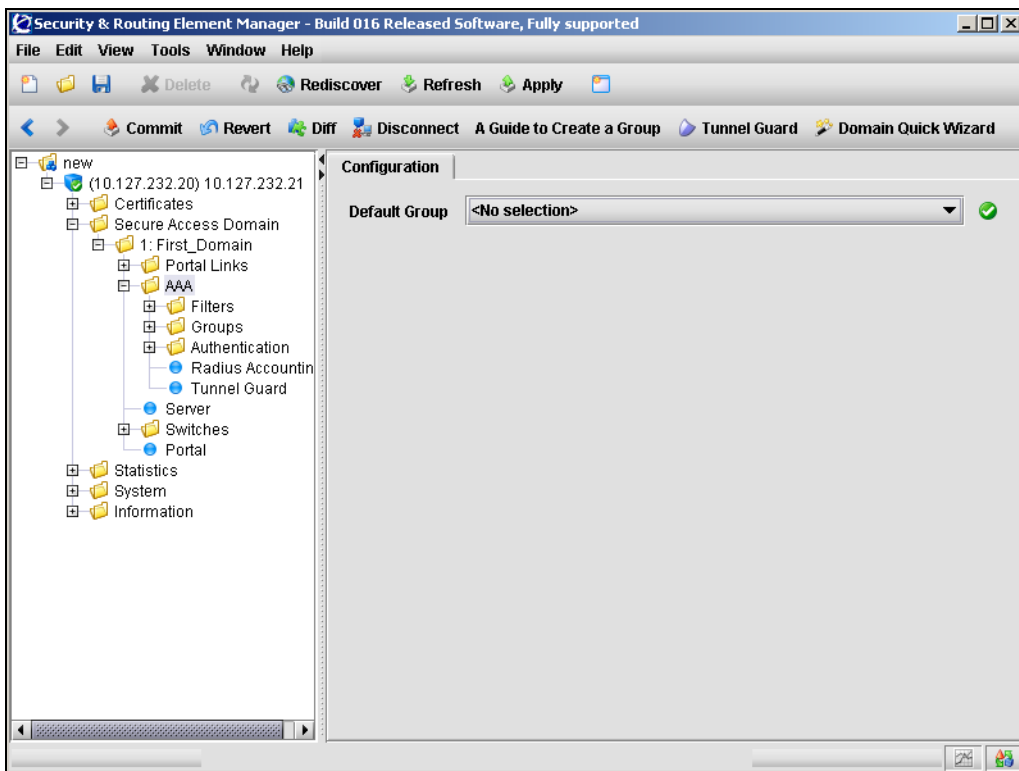 Security & Routing Element Manager - Build 016 Released Software, Fully supported
File Edit View Tools Window Help
Delete Rediscover Refresh Apply
Commit Revert Diff Disconnect A Guide to Create a Group Tunnel Guard Domain Quick Wizard
new
(10.127.232.20) 10.127.232.21
Certificates
Secure Access Domain
1: First_Domain
Portal Links
AAA
Filters
Groups
Authentication
Radius Accountin
Tunnel Guard
Server
Switches
Portal
Statistics
System
Information
Configuration
Default Group <No selection>